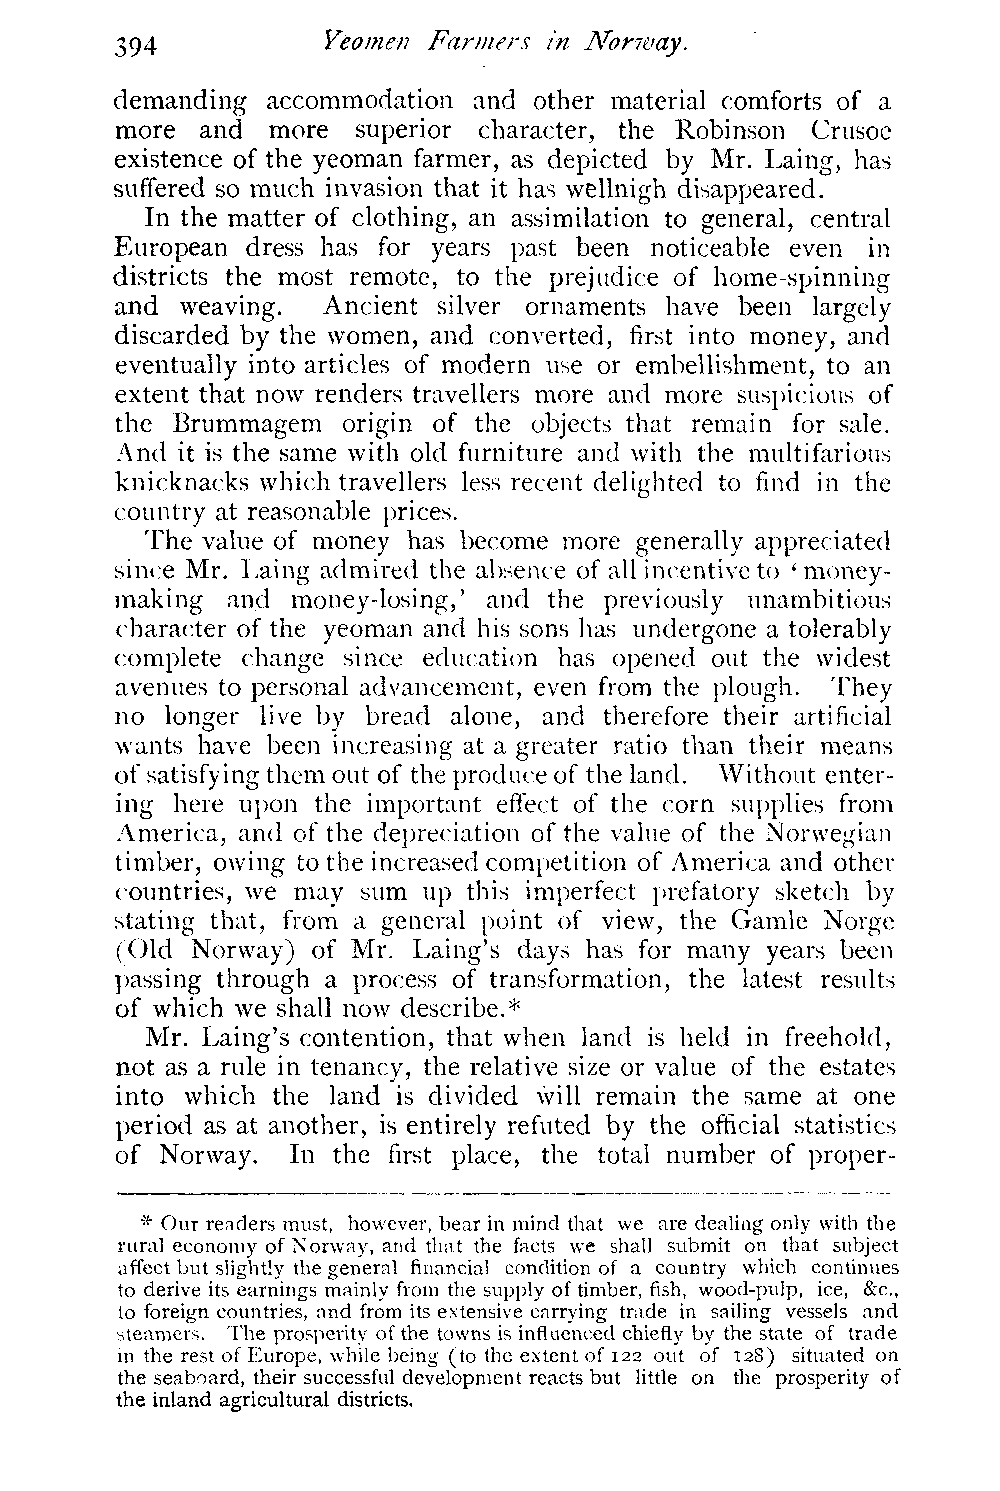 394 Yeomen Farmers in Norway.
demanding accommodation and other material comforts of a
more and more superior character, the Robinson Crusoe
existence of the yeoman farmer, as depicted by Mr. Laing, has
suffered so much invasion that it has wellnigh disappeared.
In the matter of clothing, an assimilation to general, central
European dress has for years past been noticeable even in
districts the most remote, to the prejudice of home-spinning
and weaving. Ancient silver ornaments have been largely
discarded by the women, and converted, first into money, and
eventually into articles of modern use or embellishment, to an
extent that now renders travellers more and more suspicious of
the Brummagem origin of the objects that remain for sale.
And it is the same with old furniture and with the multifarious
knicknacks which travellers less recent delighted to find in the
country at reasonable prices.
The value of money has become more generally appreciated
since Mr. Laing admired the absence of all incentive to ‘money-
making and money-losing,’ and the previously unambitious
character of the yeoman and his sons has undergone a tolerably
complete change since education has opened out the widest
avenues to personal advancement, even from the plough. They
no longer live by bread alone, and therefore their artificial
wants have been increasing at a greater ratio than their means
of satisfying them out of the produce of the land. Without enter-
ing here upon the important effect of the corn supplies from
America, and of the depreciation of the value of the Norwegian
timber, owing to the increased competition of America and other
countries, we may sum up this imperfect prefatory sketch by
stating that, from a general point of view, the Gamle Norge
(Old Norway) of Mr. Laing’s days has for many years been
passing through a process of transformation, the latest results
of which we shall now describe.*
Mr. Laing’s contention, that when land is held in freehold,
not as a rule in tenancy, the relative size or value of the estates
into which the land is divided will remain the same at one
period as at another, is entirely refuted by the official statistics
of Norway. In the first place, the total number of proper-
* Our readers must, however, bear in mind that we are dealing only with the
rural economy of Norway, and that the facts we shall submit on that subject
affect but slightly the general financial condition of a country which continues
to derive its earnings mainly from the supply of timber, fish, wood-pulp, ice, &c.,
to foreign countries, and from its extensive carrying trade in sailing vessels and
steamers. The prosperity of the towns is influenced chiefly by the state of trade
in the rest of Europe, while being (to the extent of 122 out of 128) situated on
the seaboard, their successful development reacts but little on the prosperity of
the inland agricultural districts.